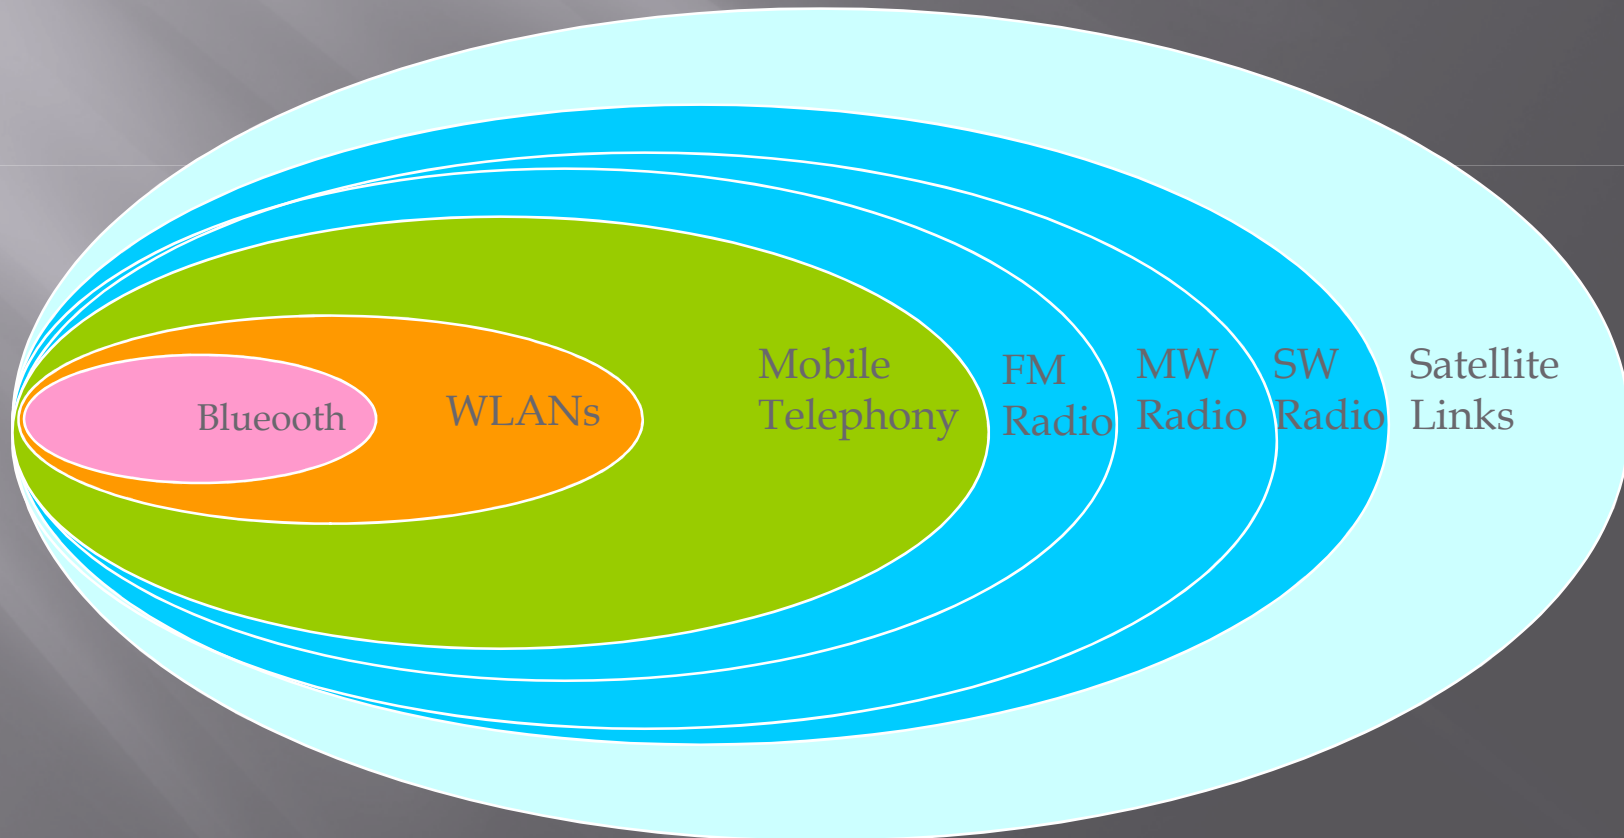 Blueooth
WLANs
Mobile
Telephony
FM
Radio
MW
Radio
SW
Radio
Satellite
Links